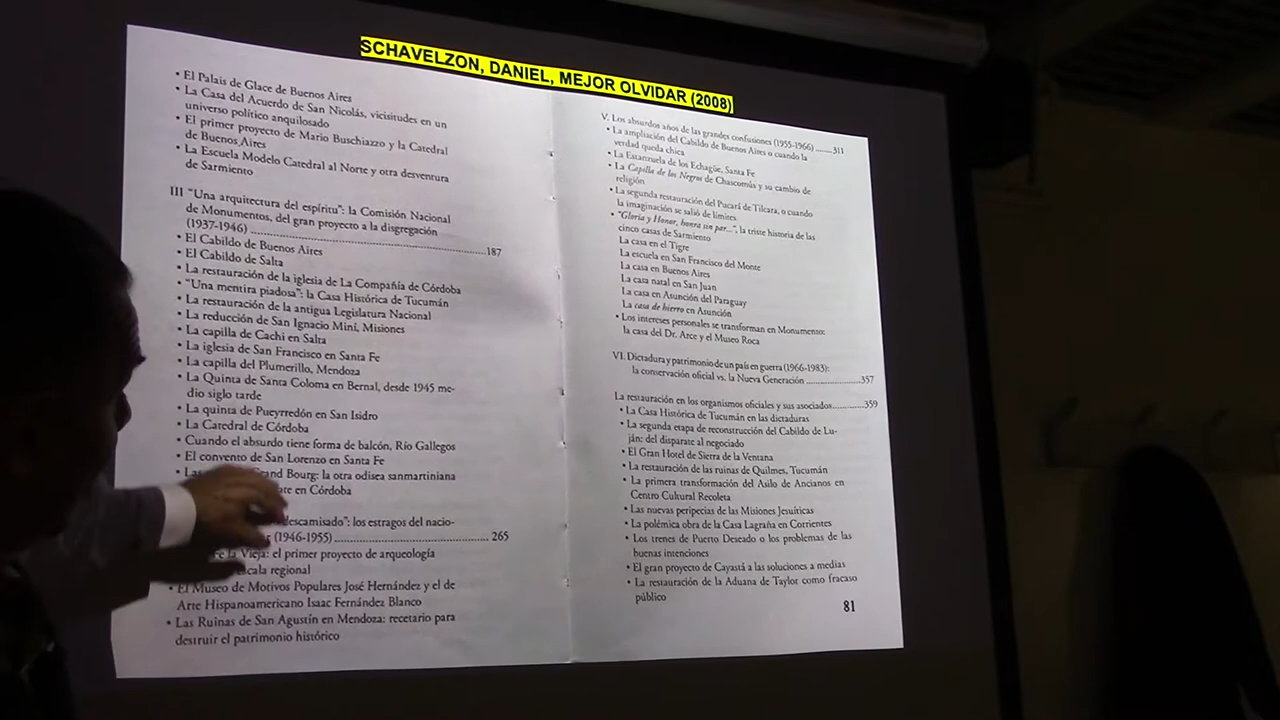 SCHAVELZON, DANIEL, MEJOR OLVIDAR (2008)
• El Palais de Glace de Buenos Aires
• La Casa del Acuerdo de San Nicolás, vicisitudes en un
universo político anquilosado
• El primer proyecto de Mario Buschiazzo y la Catedral
de Buenos Aires
• La Escuela Modelo Catedral al Norte y otra desventura
de Sarmiento
III "Una arquitectura del espíritu": la Comisión Nacional
de Monumentos, del gran proyecto a la disgregación
(1937-1946) ............ 187
• El Cabildo de Buenos Aires
• El Cabildo de Salta
• La restauración de la iglesia de La Compañía de Córdoba
• "Una mentira piadosa": la Casa Histórica de Tucumán
• La restauración de la antigua Legislatura Nacional
• La reducción de San Ignacio Miní, Misiones
• La capilla de Cachi en Salta
• La iglesia de San Francisco en Santa Fe
• La capilla del Plumerillo, Mendoza
• La Quinta de Santa Coloma en Bernal, desde 1945 me-
dio siglo tarde
• La quinta de Pueyrredón en San Isidro
• La Catedral de Córdoba
• Cuando el absurdo tiene forma de balcón, Río Gallegos
• El convento de San Lorenzo en Santa Fe
• Grand Bourg: la otra odisea sanmartiniana
en Córdoba
descamisado": los estragos del nacio-
(1946-1955) ............ 265
Vieja: el primer proyecto de arqueología
escala regional
• El Museo de Motivos Populares José Hernández y el de
Arte Hispanoamericano Isaac Fernández Blanco
• Las Ruinas de San Agustín en Mendoza: recetario para
destruir el patrimonio histórico
V. Los absurdos años de las grandes confusiones (1955-1966) ..... 311
• La ampliación del Cabildo de Buenos Aires o cuando la
verdad queda chica
• La Estanzuela de los Echagüe, Santa Fe
• La Capilla de los Negros de Chascomús y su cambio de
religión
• La segunda restauración del Pucará de Tilcara, o cuando
la imaginación se salió de límites
• "Gloria y Honor, honra sin par...", la triste historia de las
cinco casas de Sarmiento
La casa en el Tigre
La escuela en San Francisco del Monte
La casa en Buenos Aires
La casa natal en San Juan
La casa en Asunción del Paraguay
La casa de hierro en Asunción
• Los intereses personales se transforman en Monumento:
la casa del Dr. Arce y el Museo Roca
VI. Dictadura y patrimonio de un país en guerra (1966-1983):
la conservación oficial vs. la Nueva Generación ............ 357
La restauración en los organismos oficiales y sus asociados ............ 359
• La Casa Histórica de Tucumán en las dictaduras
• La segunda etapa de reconstrucción del Cabildo de Lu-
ján: del disparate al negociado
• El Gran Hotel de Sierra de la Ventana
• La restauración de las ruinas de Quilmes, Tucumán
• La primera transformación del Asilo de Ancianos en
Centro Cultural Recoleta
• Las nuevas peripecias de las Misiones Jesuíticas
• La polémica obra de la Casa Lagraña en Corrientes
• Los trenes de Puerto Deseado o los problemas de las
buenas intenciones
• El gran proyecto de Cayastá a las soluciones a medias
• La restauración de la Aduana de Taylor como fracaso
público
81